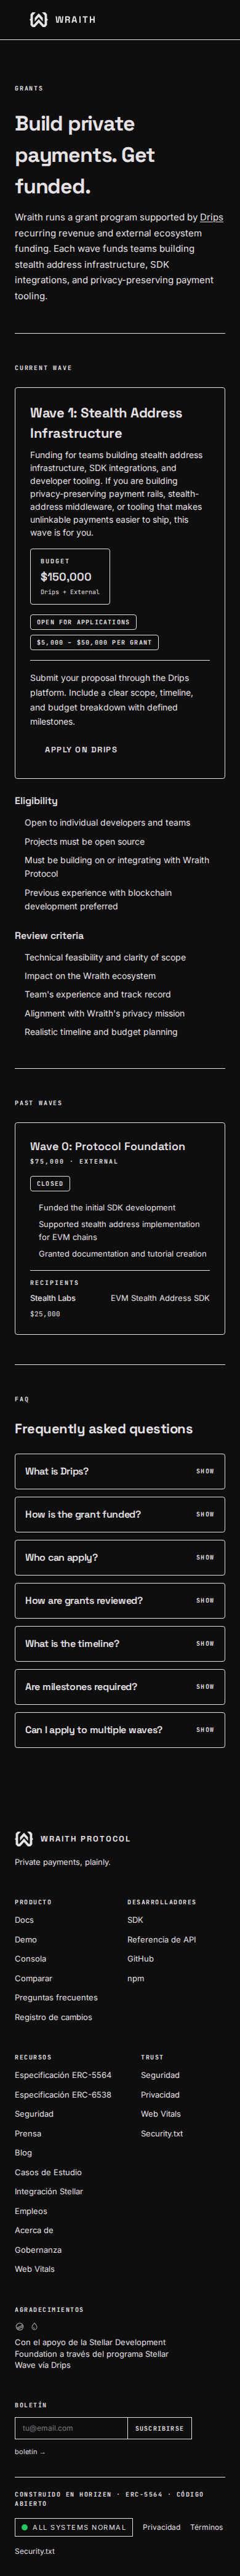 WRAITH
GRANTS
Build private
payments. Get
funded.
Wraith runs a grant program supported by Drips
recurring revenue and external ecosystem
funding. Each wave funds teams building
stealth address infrastructure, SDK
integrations, and privacy-preserving payment
tooling.
CURRENT WAVE
Wave 1: Stealth Address
Infrastructure
Funding for teams building stealth address
infrastructure, SDK integrations, and
developer tooling. If you are building
privacy-preserving payment rails, stealth-
address middleware, or tooling that makes
unlinkable payments easier to ship, this
wave is for you.
BUDGET
$150,000
Drips + External
OPEN FOR APPLICATIONS
$5,000 – $50,000 PER GRANT
Submit your proposal through the Drips
platform. Include a clear scope, timeline,
and budget breakdown with defined
milestones.
APPLY ON DRIPS
Eligibility
Open to individual developers and teams
Projects must be open source
Must be building on or integrating with Wraith
Protocol
Previous experience with blockchain
development preferred
Review criteria
Technical feasibility and clarity of scope
Impact on the Wraith ecosystem
Team's experience and track record
Alignment with Wraith's privacy mission
Realistic timeline and budget planning
PAST WAVES
Wave 0: Protocol Foundation
$75,000 · EXTERNAL
CLOSED
Funded the initial SDK development
Supported stealth address implementation
for EVM chains
Granted documentation and tutorial creation
RECIPIENTS
Stealth Labs EVM Stealth Address SDK
$25,000
FAQ
Frequently asked questions
What is Drips? SHOW
How is the grant funded? SHOW
Who can apply? SHOW
How are grants reviewed? SHOW
What is the timeline? SHOW
Are milestones required? SHOW
Can I apply to multiple waves? SHOW
WRAITH PROTOCOL
Private payments, plainly.
PRODUCTO
Docs
Demo
Consola
Comparar
Preguntas frecuentes
Registro de cambios
DESARROLLADORES
SDK
Referencia de API
GitHub
npm
RECURSOS
Especificación ERC-5564
Especificación ERC-6538
Seguridad
Prensa
Blog
Casos de Estudio
Integración Stellar
Empleos
Acerca de
Gobernanza
Web Vitals
TRUST
Seguridad
Privacidad
Web Vitals
Security.txt
AGRADECIMIENTOS
Con el apoyo de la Stellar Development
Foundation a través del programa Stellar
Wave vía Drips
BOLETÍN
tu@email.com SUSCRIBIRSE
boletín →
CONSTRUIDO EN HORIZEN · ERC-5564 · CÓDIGO
ABIERTO
ALL SYSTEMS NORMAL Privacidad Términos
Security.txt